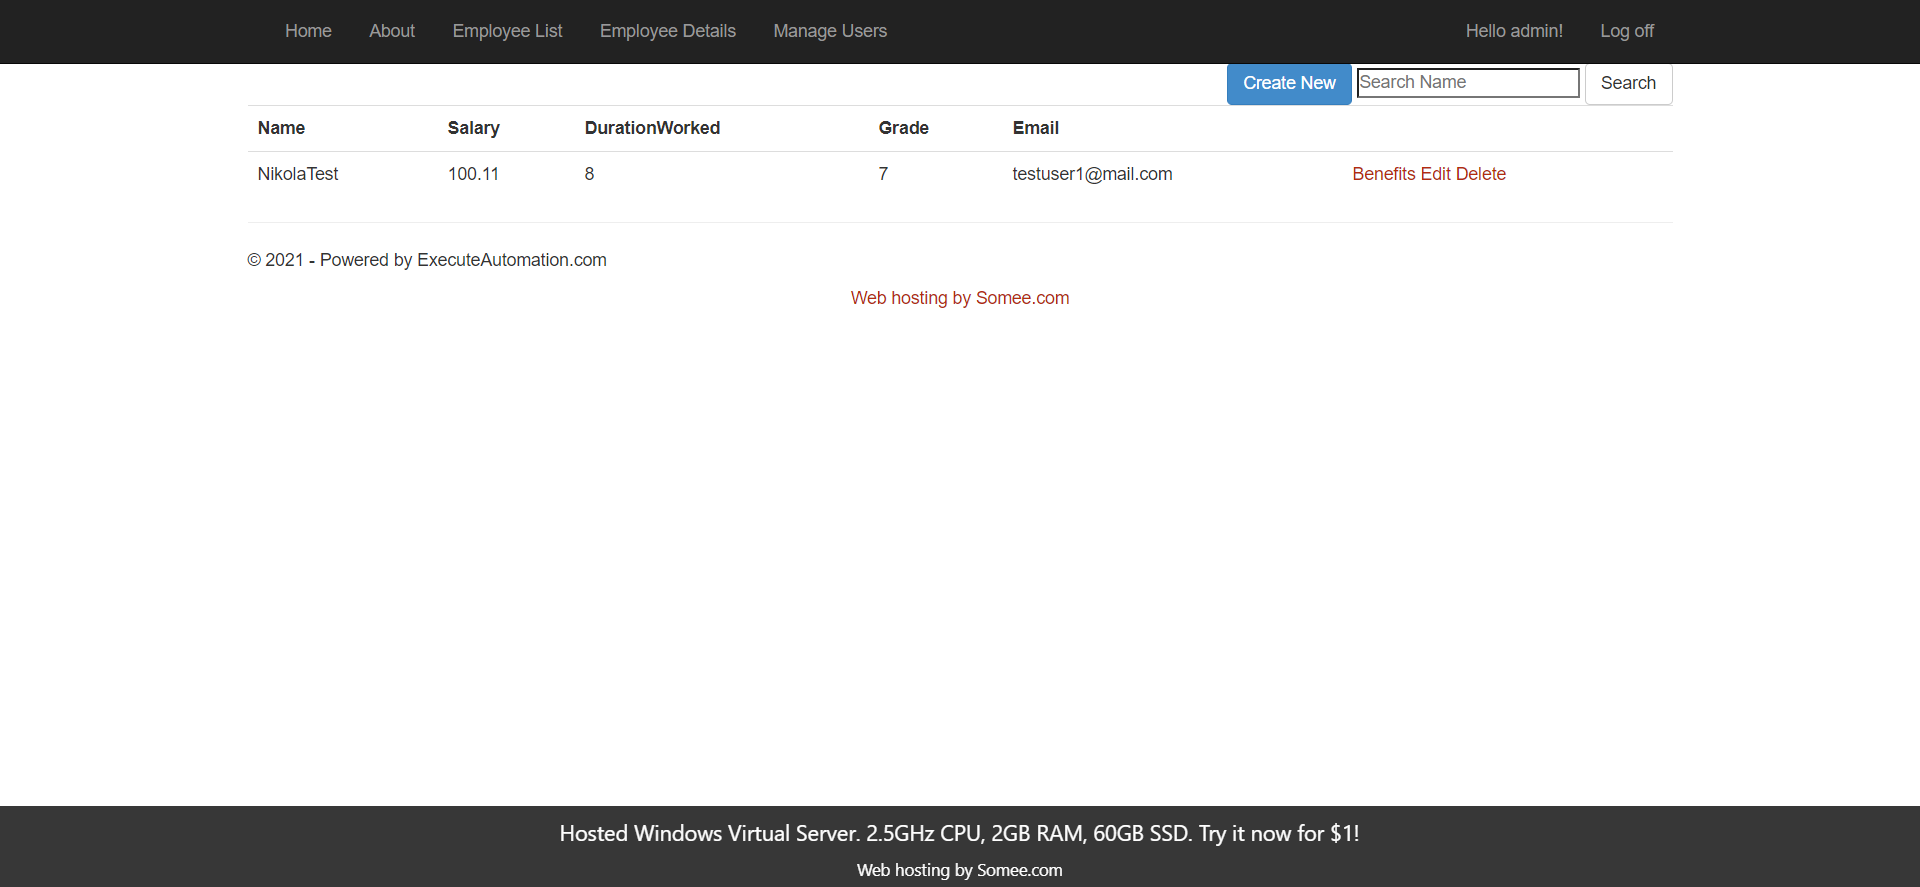 Home About Employee List Employee Details Manage Users Hello admin! Log off
Create New Search Name Search
Name Salary DurationWorked Grade Email
NikolaTest 100.11 8 7 testuser1@mail.com Benefits Edit Delete
© 2021 - Powered by ExecuteAutomation.com
Web hosting by Somee.com
Hosted Windows Virtual Server. 2.5GHz CPU, 2GB RAM, 60GB SSD. Try it now for $1!
Web hosting by Somee.com